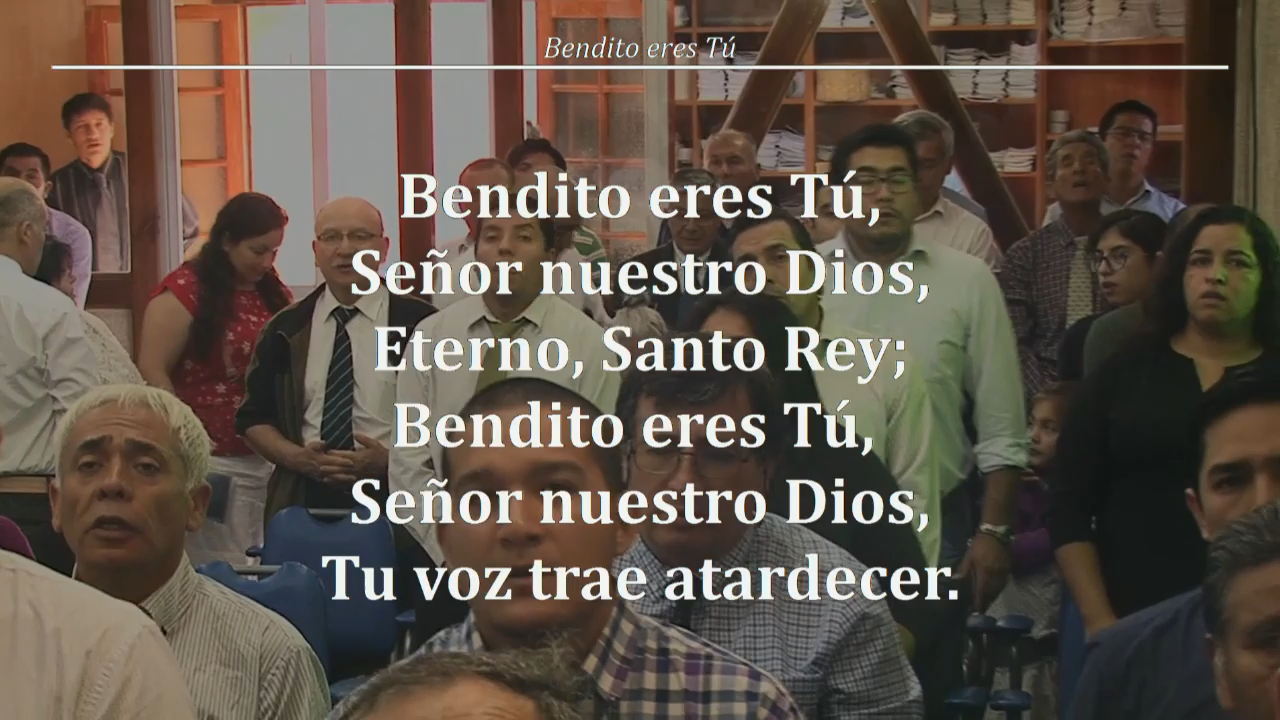 Bendito eres Tú
Bendito eres Tú,
Señor nuestro Dios,
Eterno, Santo Rey;
Bendito eres Tú,
Señor nuestro Dios,
Tu voz trae atardecer.